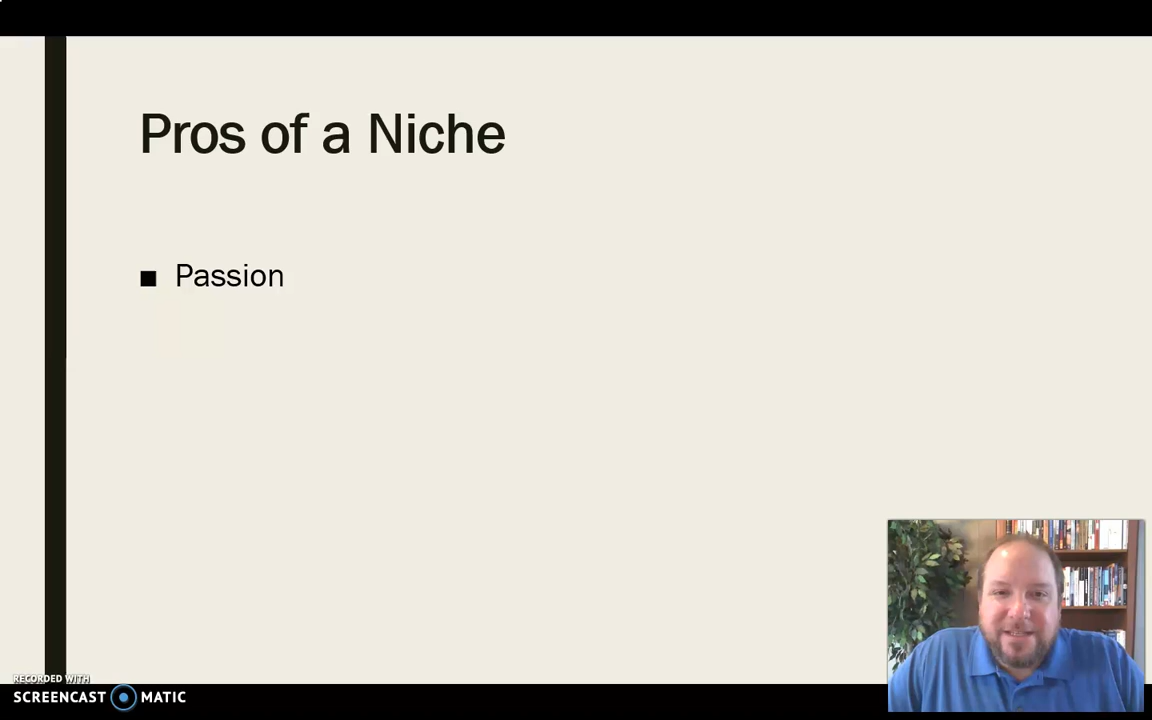 Pros of a Niche
■ Passion
RECORDED WITH
SCREENCAST MATIC